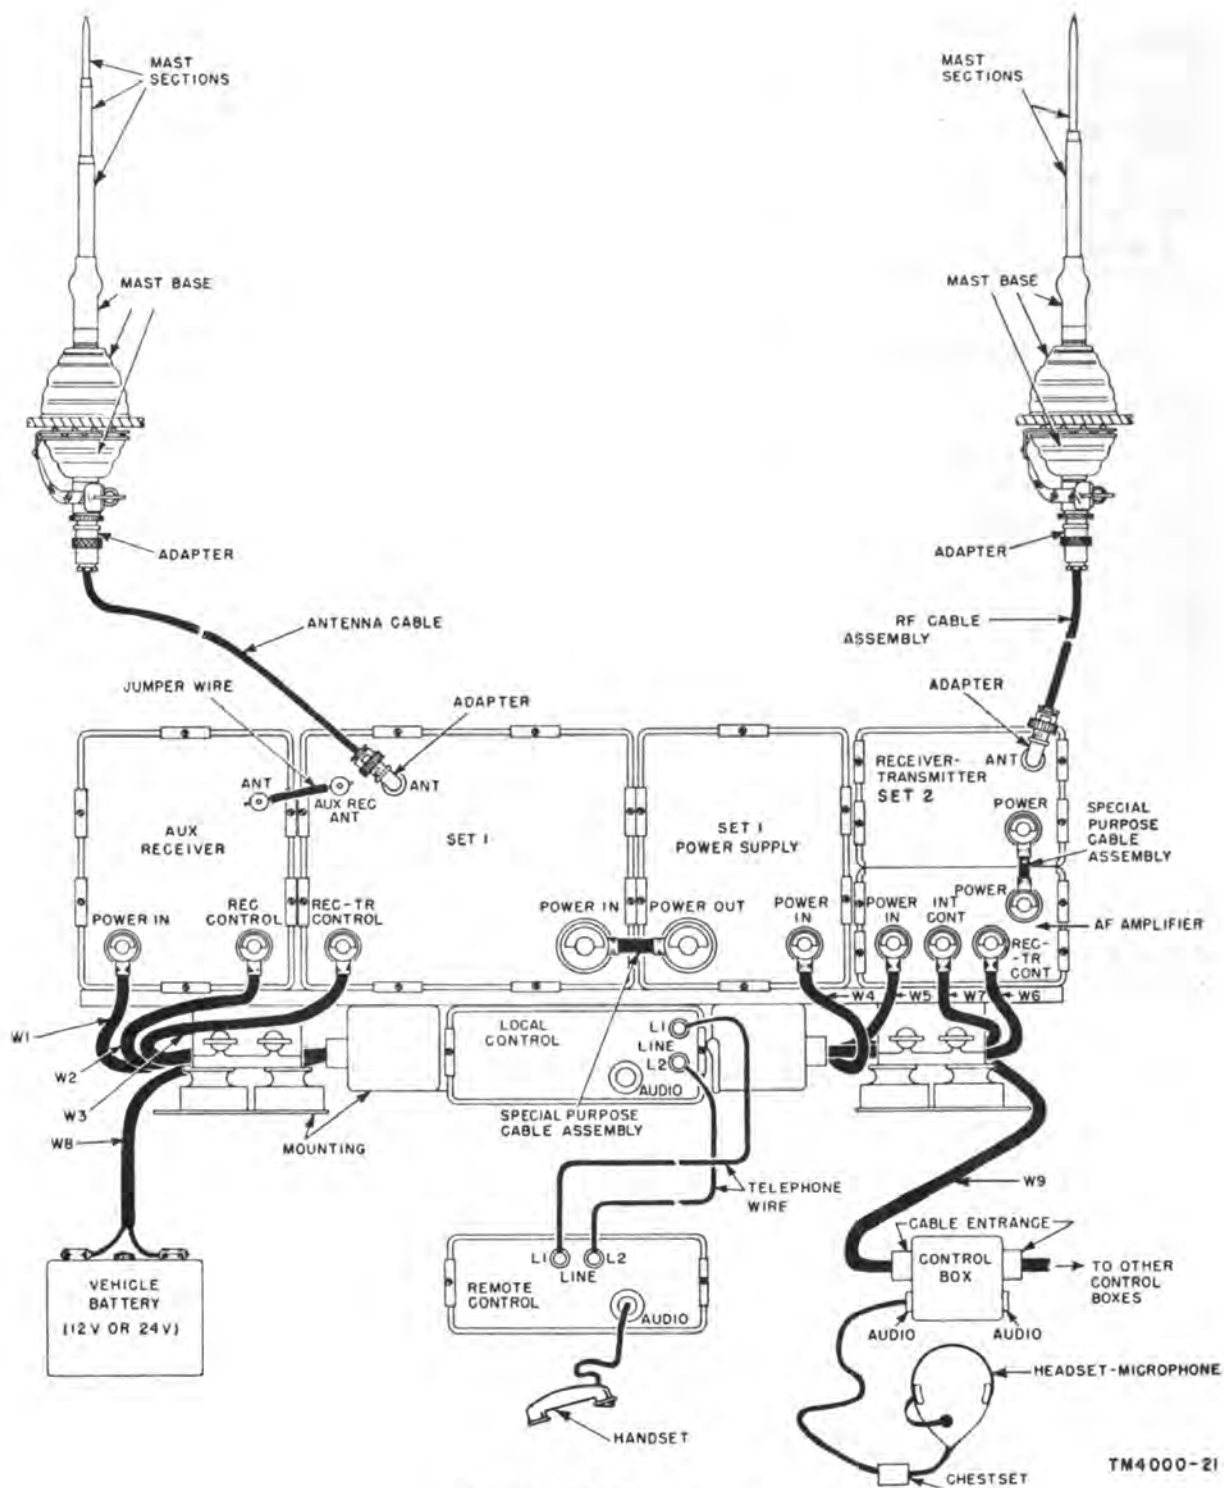 MAST
SECTIONS
MAST
SECTIONS
MAST BASE
MAST BASE
ADAPTER
ADAPTER
ANTENNA CABLE
RF CABLE
ASSEMBLY
JUMPER WIRE
ADAPTER
ADAPTER
ANT
AUX REC
ANT
ANT
AUX
RECEIVER
SET 1
SET 1
POWER SUPPLY
RECEIVER-
TRANSMITTER
SET 2
ANT
POWER
SPECIAL
PURPOSE
CABLE
ASSEMBLY
POWER
POWER IN
REC
CONTROL
REC-TR
CONTROL
POWER IN
POWER OUT
POWER
IN
POWER
IN
INT
CONT
REC-
-TR
CONT
AF AMPLIFIER
W1
W2
W3
W8
W4
W5
W7
W6
LOCAL
CONTROL
L1
LINE
L2
AUDIO
SPECIAL PURPOSE
CABLE ASSEMBLY
MOUNTING
TELEPHONE
WIRE
W9
CABLE ENTRANCE
CONTROL
BOX
TO OTHER
CONTROL
BOXES
AUDIO
AUDIO
VEHICLE
BATTERY
(12V OR 24V)
L1
L2
LINE
REMOTE
CONTROL
AUDIO
HANDSET
HEADSET-MICROPHONE
CHESTSET
TM4000-21